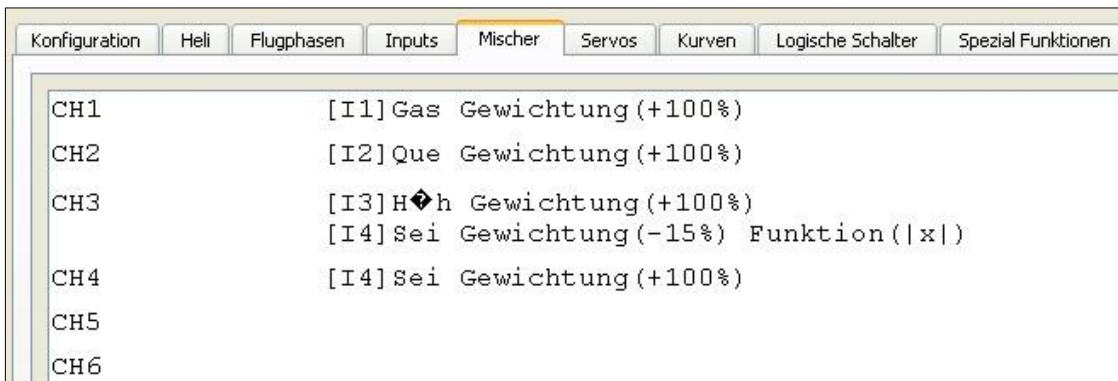 Konfiguration Heli Flugphasen Inputs Mischer Servos Kurven Logische Schalter Spezial Funktionen
CH1 [I1]Gas Gewichtung(+100%)
CH2 [I2]Que Gewichtung(+100%)
CH3 [I3]H�h Gewichtung(+100%)
[I4]Sei Gewichtung(-15%) Funktion(|x|)
CH4 [I4]Sei Gewichtung(+100%)
CH5
CH6